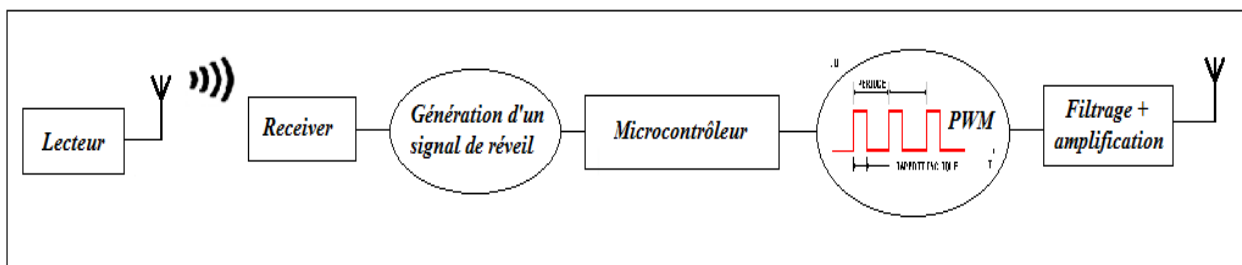 Lecteur
Receiver
Génération d'un
signal de réveil
Microcontrôleur
PERIODE
PWM
T
Filtrage +
amplification